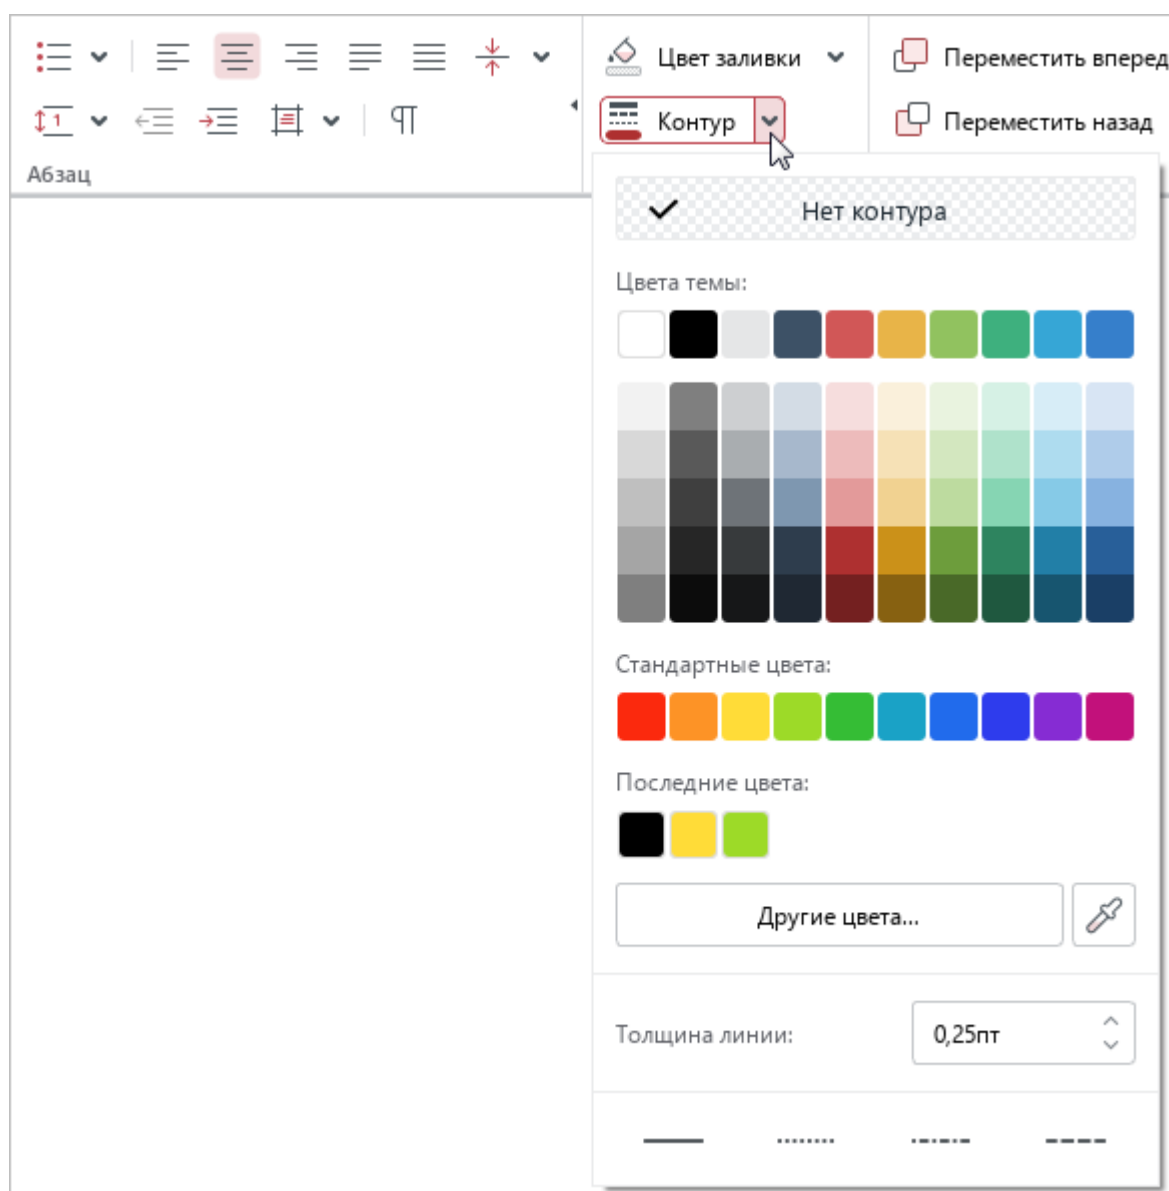 Цвет заливки
Переместить вперед
1
Контур
Переместить назад
Абзац
Нет контура
Цвета темы:
Стандартные цвета:
Последние цвета:
Другие цвета...
Толщина линии:
0,25пт